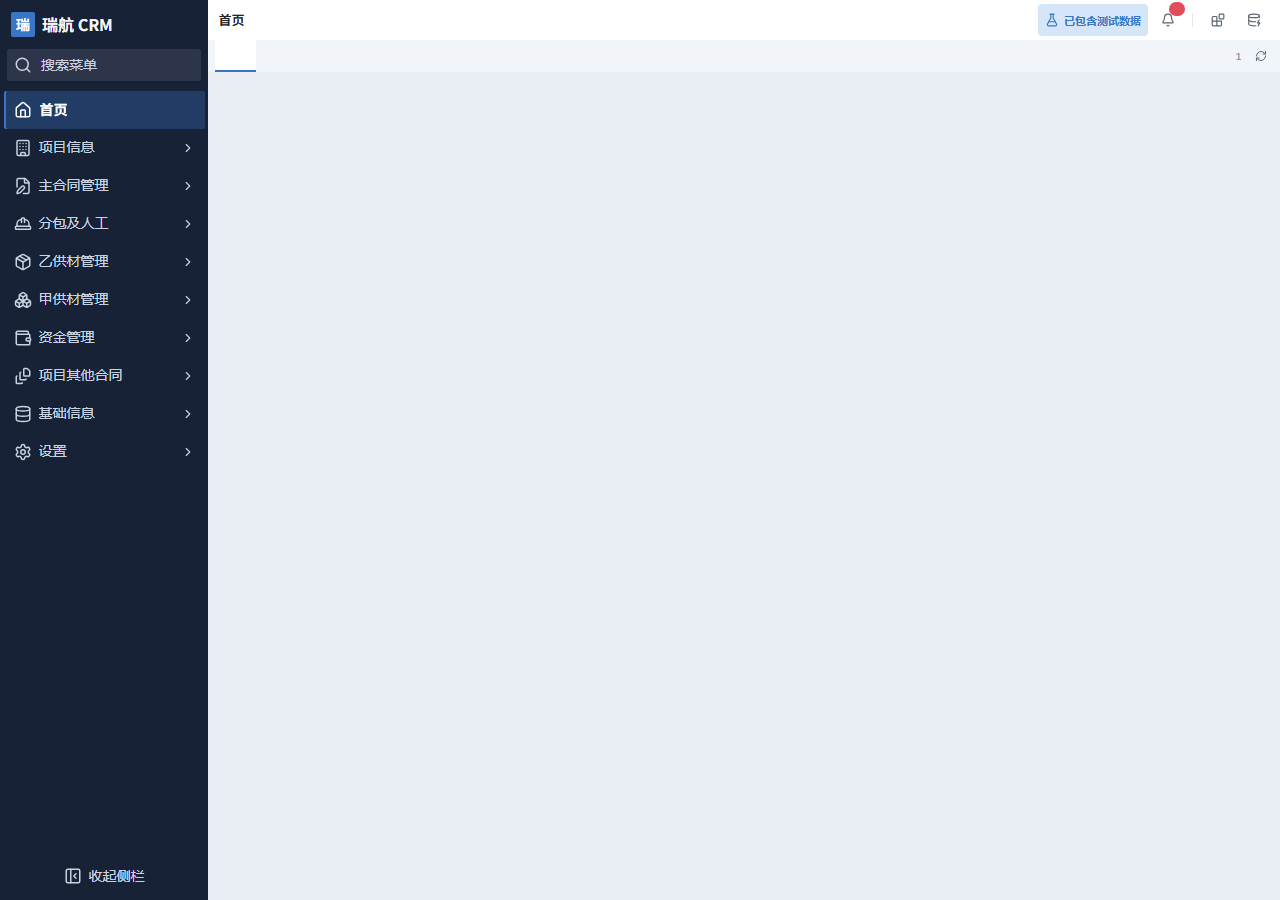 瑞 瑞航 CRM
搜索菜单
首页
项目信息
主合同管理
分包及人工
乙供材管理
甲供材管理
资金管理
项目其他合同
基础信息
设置
收起侧栏
首页
已包含测试数据
1